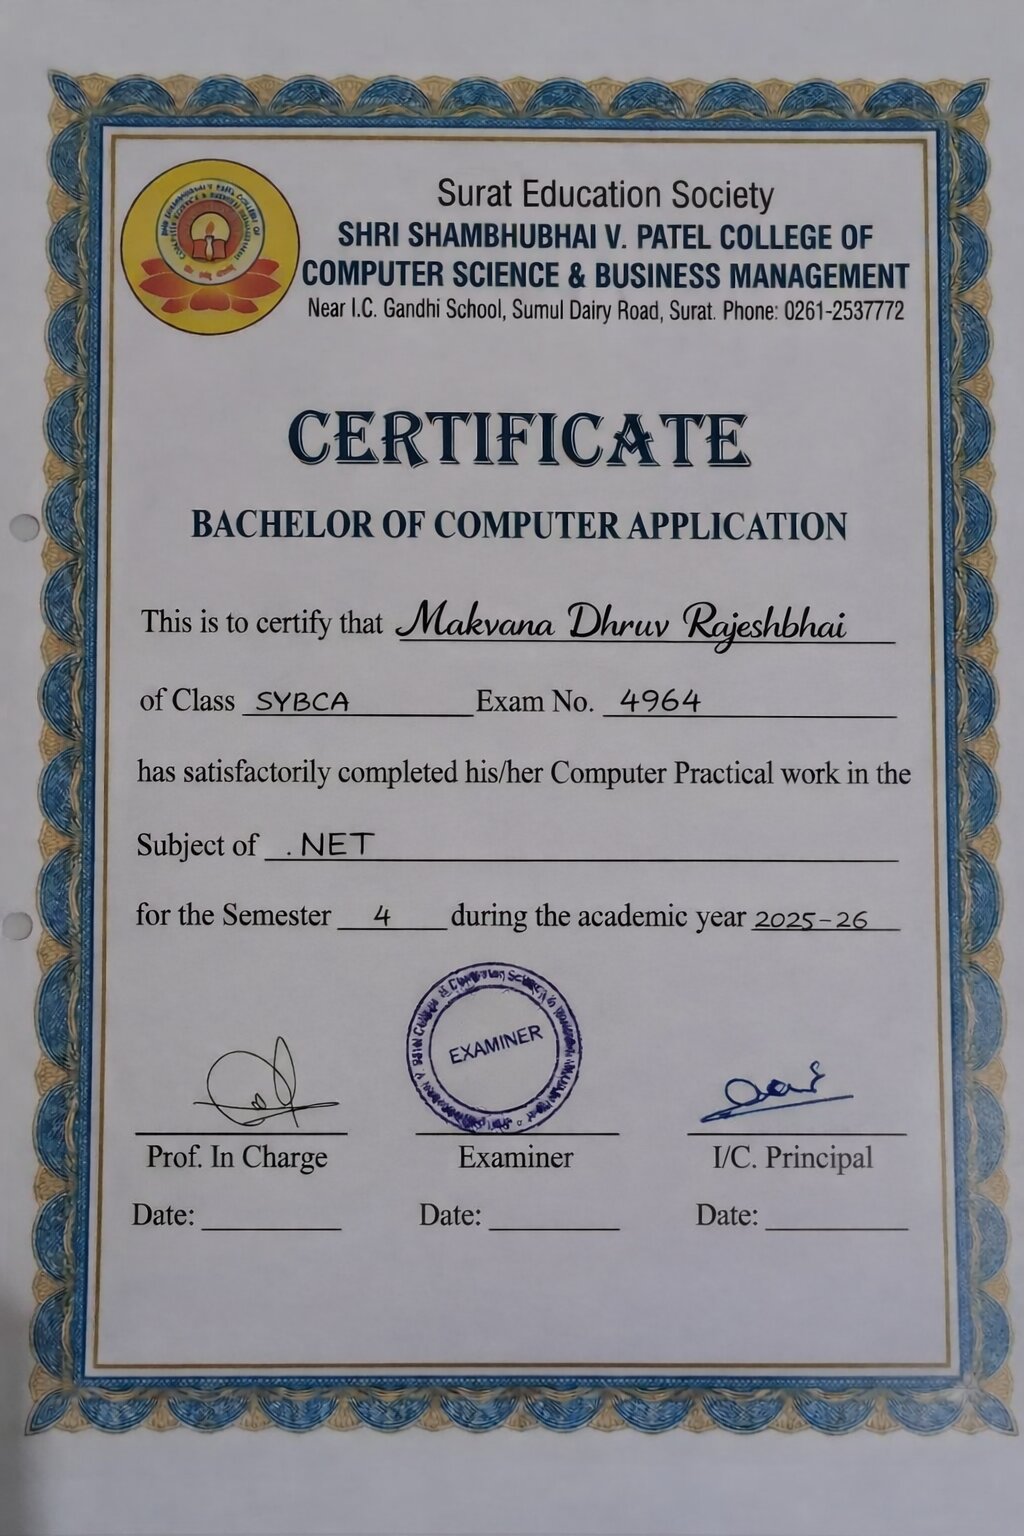 Surat Education Society
SHRI SHAMBHUBHAI V. PATEL COLLEGE OF
COMPUTER SCIENCE & BUSINESS MANAGEMENT
Near I.C. Gandhi School, Sumul Dairy Road, Surat. Phone: 0261-2537772
CERTIFICATE
BACHELOR OF COMPUTER APPLICATION
This is to certify that Makvana Dhruv Rajeshbhai
of Class SYBCA Exam No. 4964
has satisfactorily completed his/her Computer Practical work in the
Subject of .NET
for the Semester 4 during the academic year 2025-26
EXAMINER
Prof. In Charge Examiner I/C. Principal
Date: Date: Date: